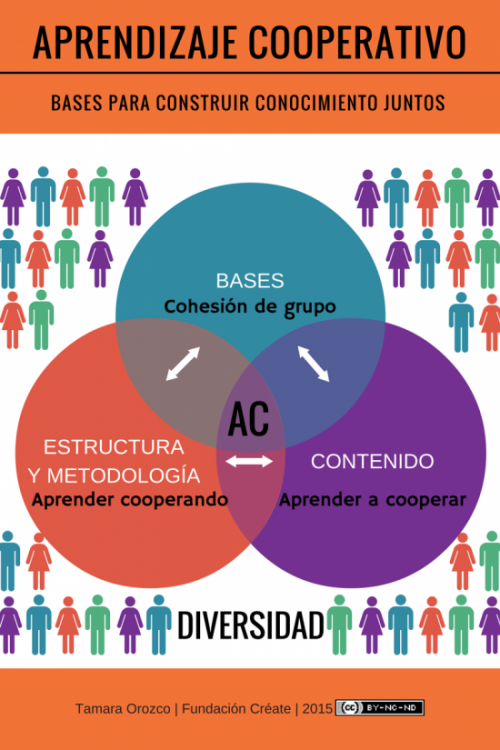 APRENDIZAJE COOPERATIVO
BASES PARA CONSTRUIR CONOCIMIENTO JUNTOS
BASES
Cohesión de grupo
AC
ESTRUCTURA
Y METODOLOGÍA
Aprender cooperando
CONTENIDO
Aprender a cooperar
DIVERSIDAD
Tamara Orozco | Fundación Créate | 2015 cc BY-NC-ND